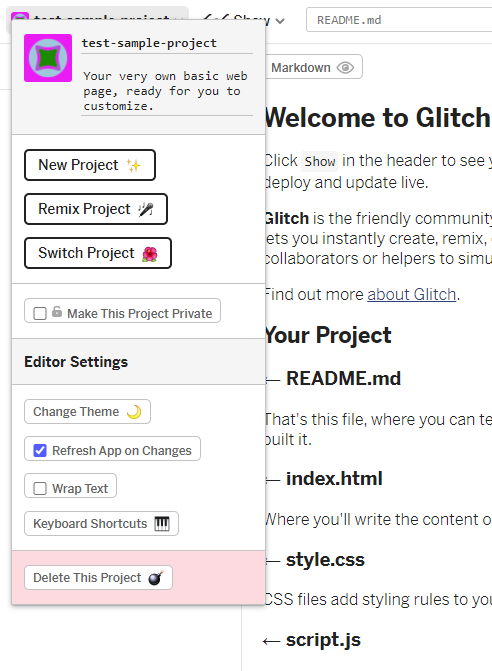 test-sample-project
Show
README.md
test-sample-project
Your very own basic web
page, ready for you to
customize.
New Project
Remix Project
Switch Project
Make This Project Private
Editor Settings
Change Theme
Refresh App on Changes
Wrap Text
Keyboard Shortcuts
Delete This Project
Markdown
Welcome to Glitch
Click Show in the header to see
deploy and update live.
Glitch is the friendly community
lets you instantly create, remix,
collaborators or helpers to
Find out more about Glitch.
Your Project
← README.md
That's this file, where you can
built it.
← index.html
Where you'll write the content
← style.css
CSS files add styling rules to
← script.js